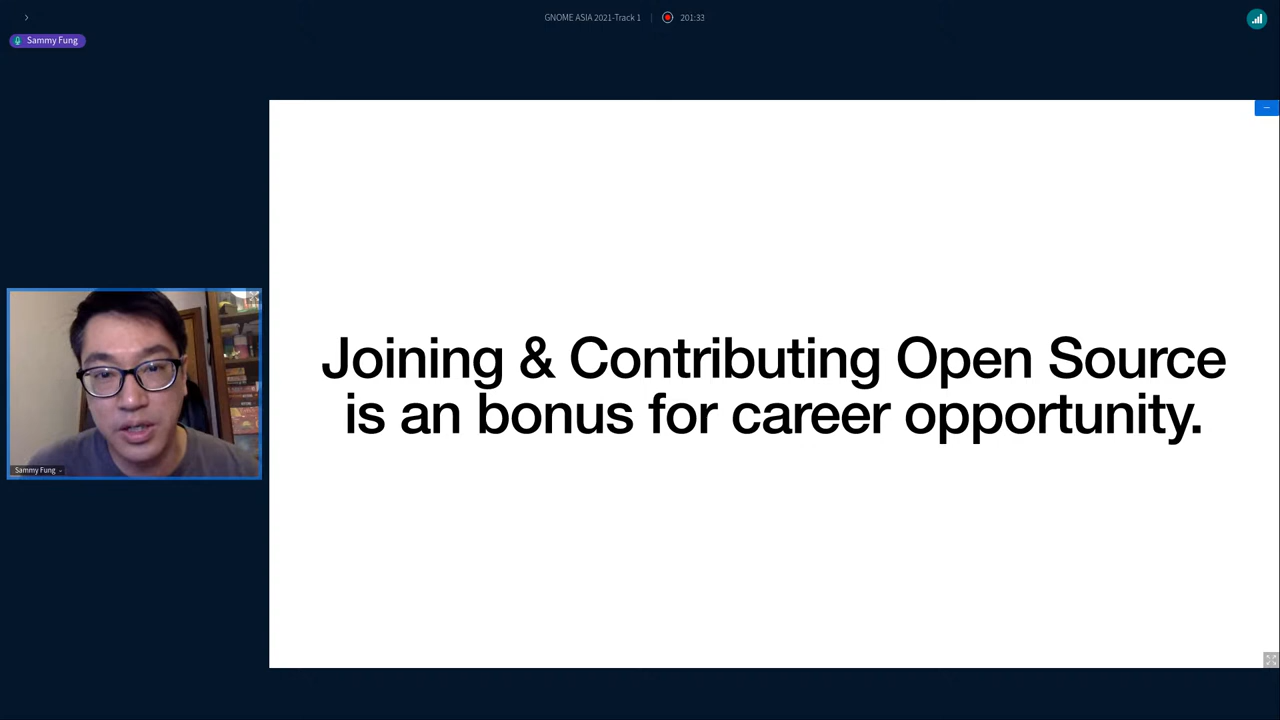 GNOME ASIA 2021-Track 1
201:33
Sammy Fung
Joining & Contributing Open Source
is an bonus for career opportunity.
Sammy Fung